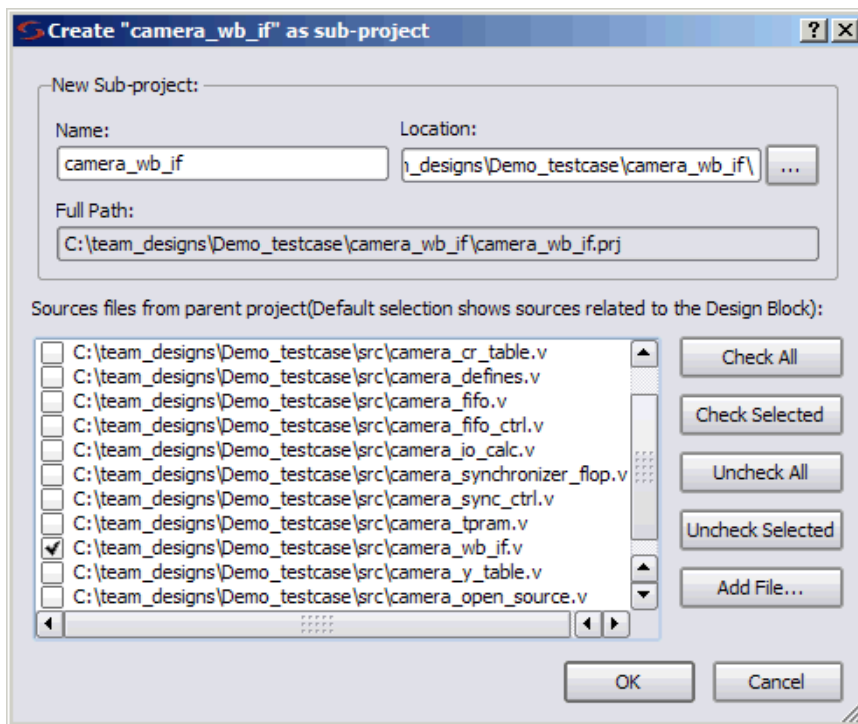 Create "camera_wb_if" as sub-project
New Sub-project:
Name:
Location:
camera_wb_if
n_designs\Demo_testcase\camera_wb_if\
...
Full Path:
C:\team_designs\Demo_testcase\camera_wb_if\camera_wb_if.prj
Sources files from parent project(Default selection shows sources related to the Design Block):
C:\team_designs\Demo_testcase\src\camera_cr_table.v
C:\team_designs\Demo_testcase\src\camera_defines.v
C:\team_designs\Demo_testcase\src\camera_fifo.v
C:\team_designs\Demo_testcase\src\camera_fifo_ctrl.v
C:\team_designs\Demo_testcase\src\camera_io_calc.v
C:\team_designs\Demo_testcase\src\camera_synchronizer_flop.v
C:\team_designs\Demo_testcase\src\camera_sync_ctrl.v
C:\team_designs\Demo_testcase\src\camera_tpram.v
C:\team_designs\Demo_testcase\src\camera_wb_if.v
C:\team_designs\Demo_testcase\src\camera_y_table.v
C:\team_designs\Demo_testcase\src\camera_open_source.v
Check All
Check Selected
Uncheck All
Uncheck Selected
Add File...
OK
Cancel